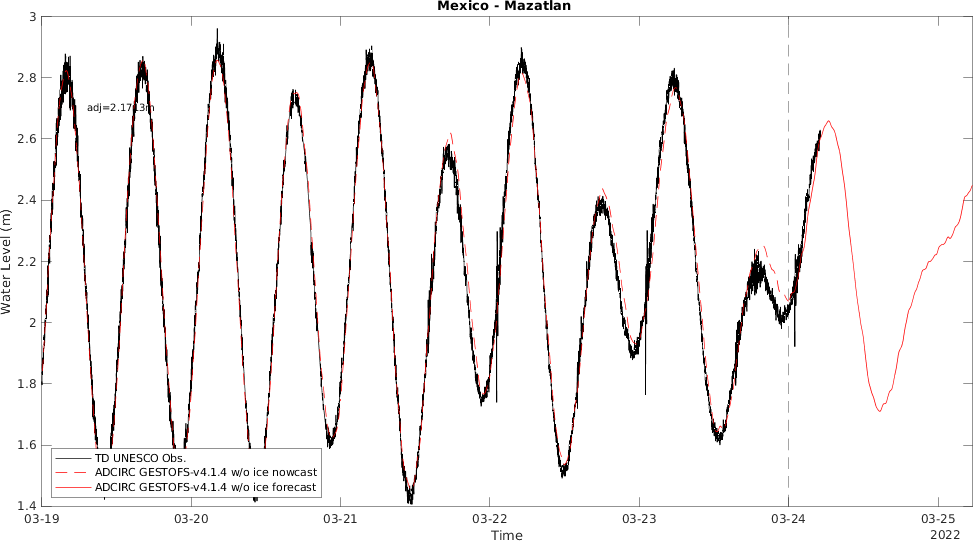 Mexico - Mazatlan
3
2.8
2.6
2.4
2.2
2
1.8
1.6
1.4
Water Level (m)
adj=2.1713m
TD UNESCO Obs.
ADCIRC GESTOFS-v4.1.4 w/o ice nowcast
ADCIRC GESTOFS-v4.1.4 w/o ice forecast
03-19 03-20 03-21 03-22 03-23 03-24 03-25
Time
2022